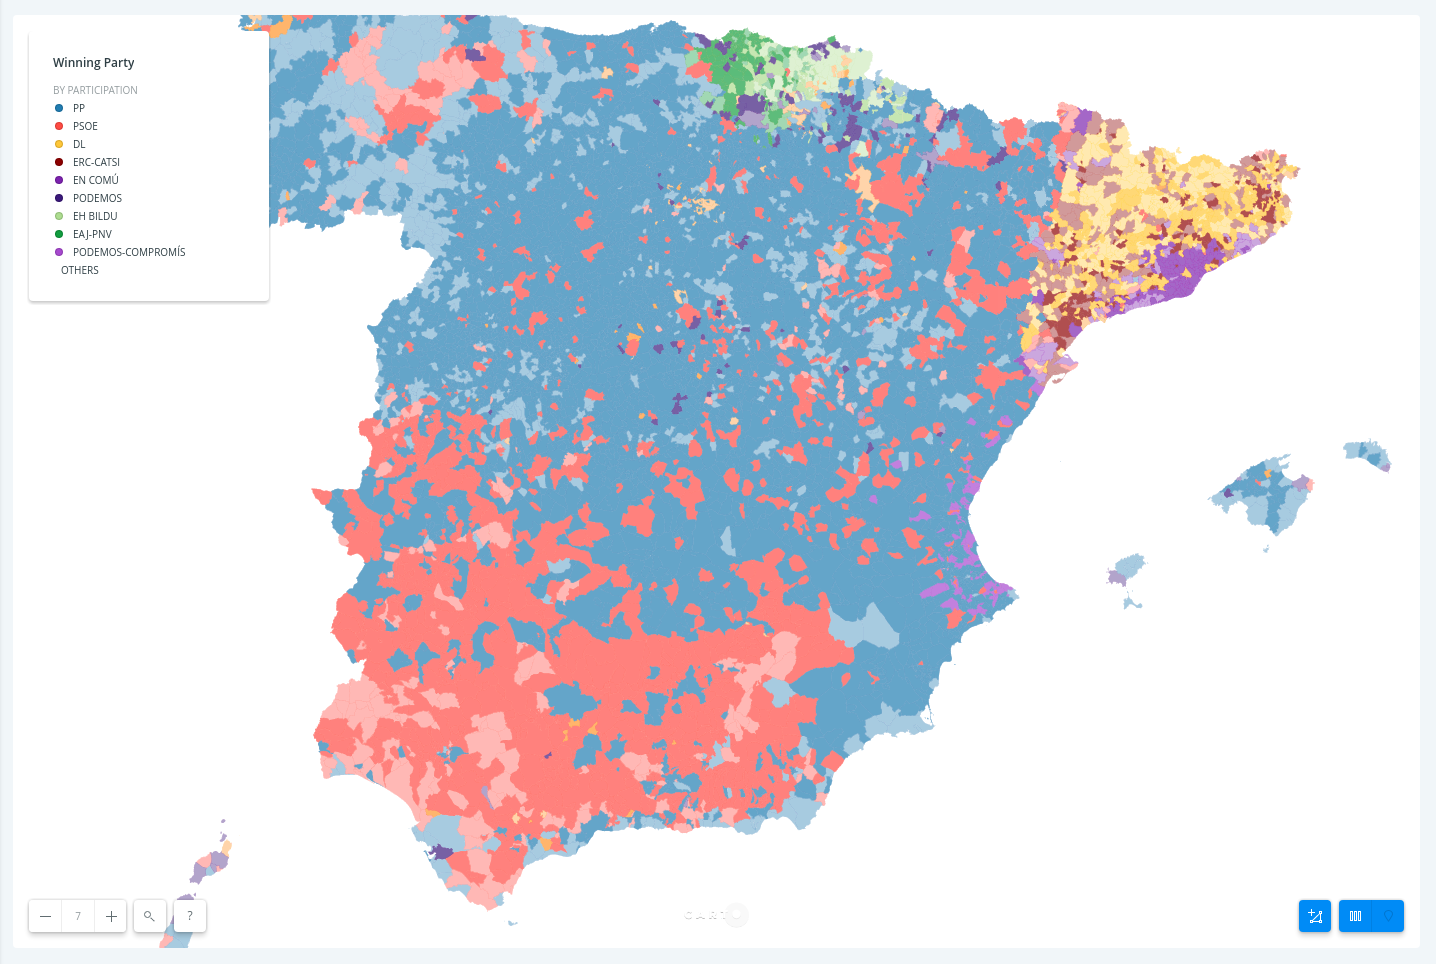 Winning Party
BY PARTICIPATION
PP
PSOE
DL
ERC-CATSI
EN COMÚ
PODEMOS
EH BILDU
EAJ-PNV
PODEMOS-COMPROMÍS
OTHERS
7
?
CART